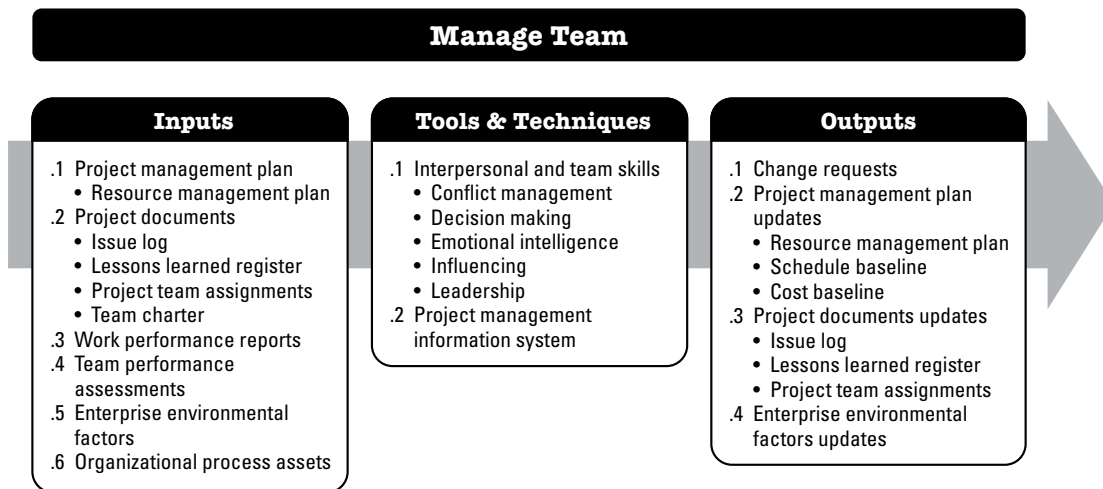 Manage Team
Inputs
.1 Project management plan
• Resource management plan
.2 Project documents
• Issue log
• Lessons learned register
• Project team assignments
• Team charter
.3 Work performance reports
.4 Team performance
assessments
.5 Enterprise environmental
factors
.6 Organizational process assets
Tools & Techniques
.1 Interpersonal and team skills
• Conflict management
• Decision making
• Emotional intelligence
• Influencing
• Leadership
.2 Project management
information system
Outputs
.1 Change requests
.2 Project management plan
updates
• Resource management plan
• Schedule baseline
• Cost baseline
.3 Project documents updates
• Issue log
• Lessons learned register
• Project team assignments
.4 Enterprise environmental
factors updates